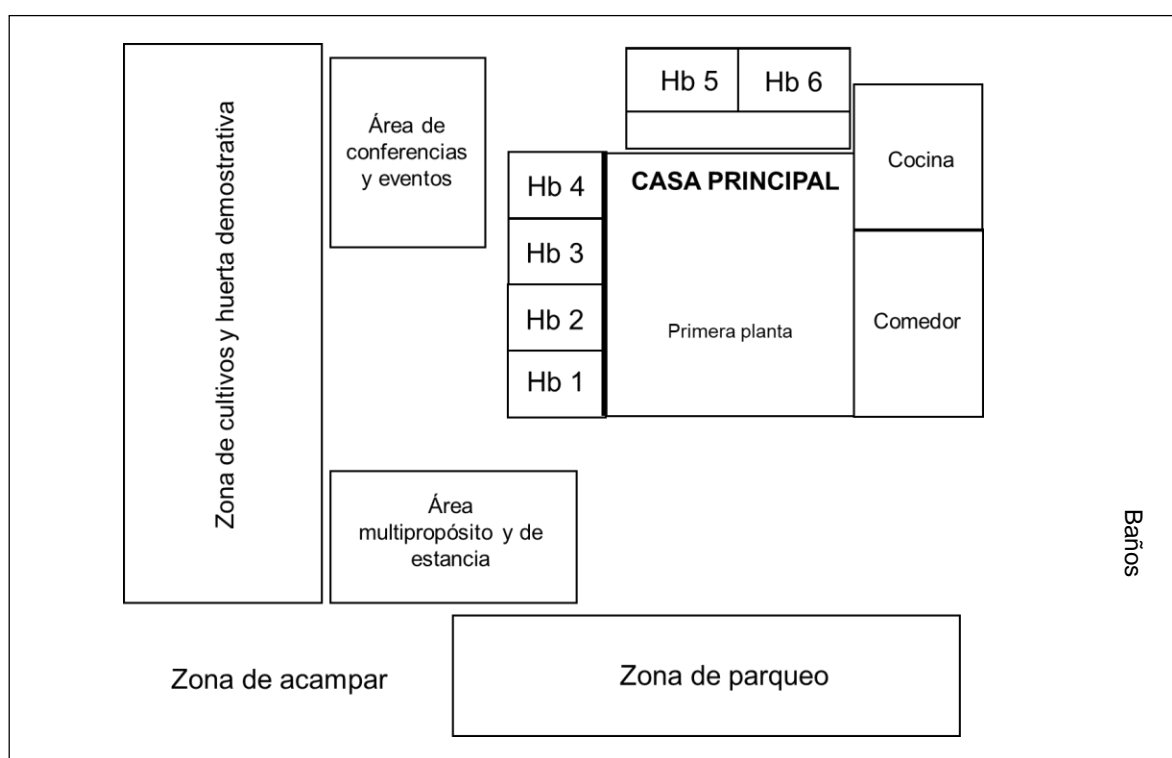 Zona de cultivos y huerta demostrativa
Área de
conferencias
y eventos
Hb 5
Hb 6
Cocina
CASA PRINCIPAL
Hb 4
Hb 3
Hb 2
Hb 1
Primera planta
Comedor
Área
multipropósito y de
estancia
Baños
Zona de acampar
Zona de parqueo